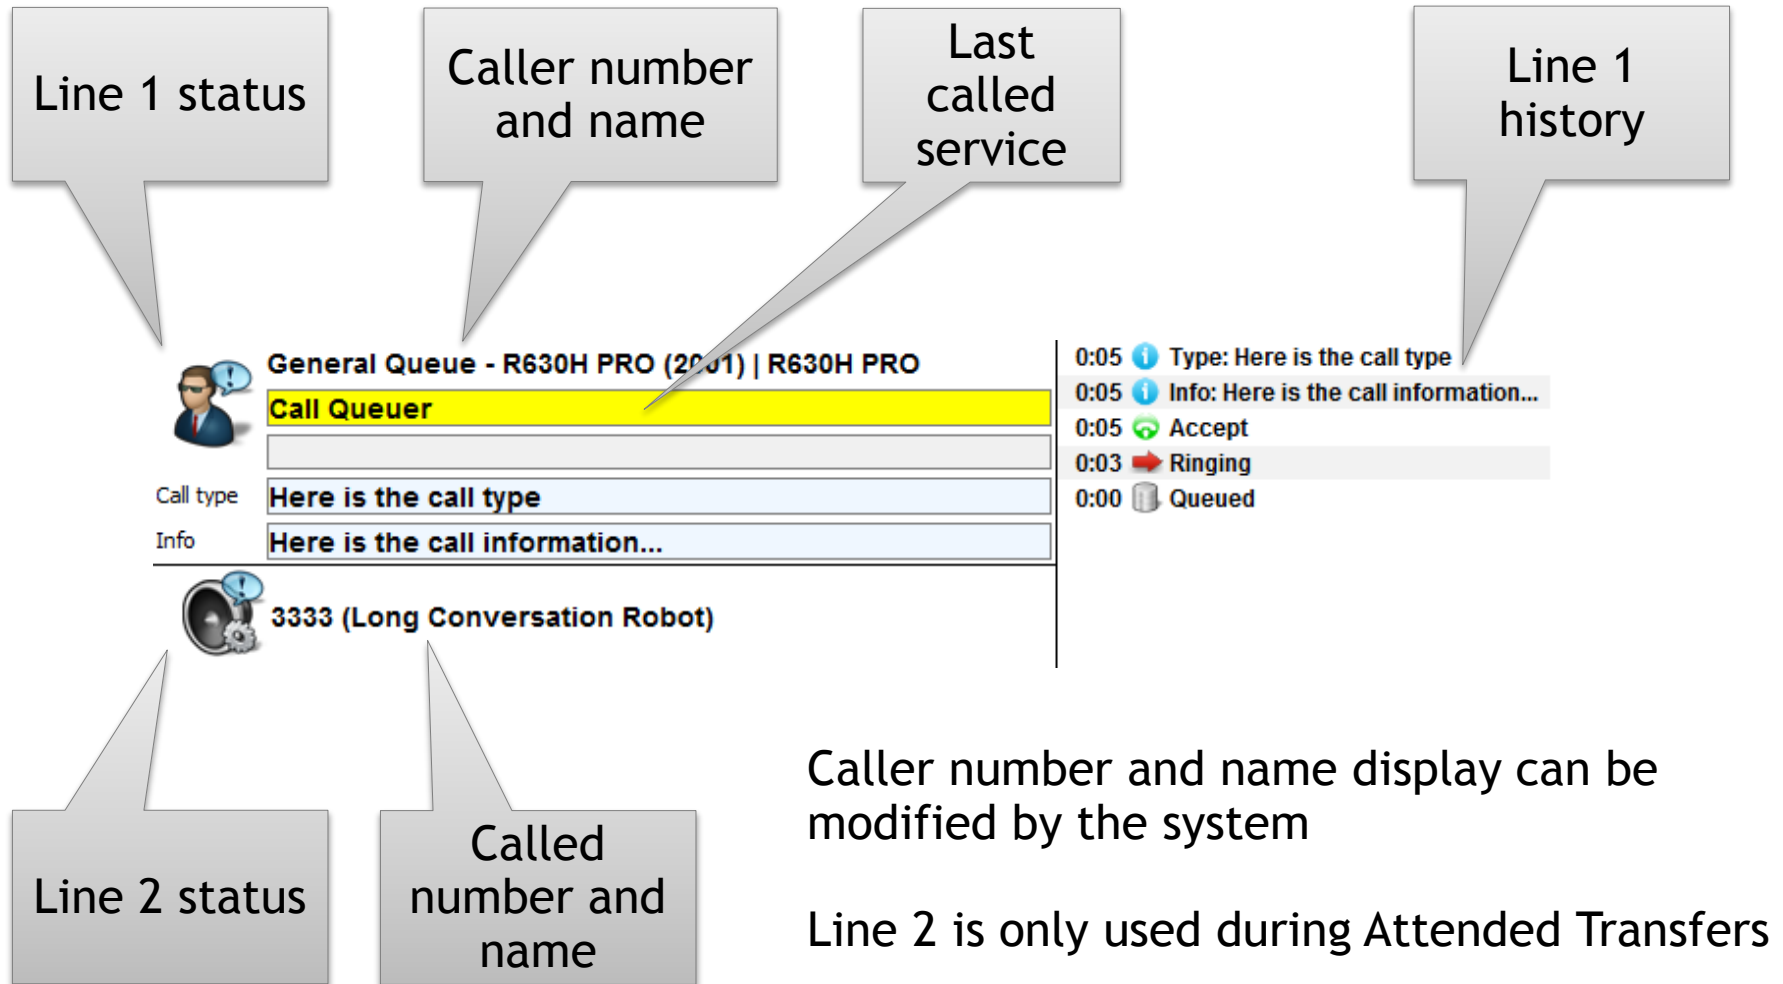 Line 1 status
Caller number
and name
Last
called
service
Line 1
history
General Queue - R630H PRO (2001) | R630H PRO
Call Queuer
Call type
Here is the call type
Info
Here is the call information...
0:05 Type: Here is the call type
0:05 Info: Here is the call information...
0:05 Accept
0:03 Ringing
0:00 Queued
3333 (Long Conversation Robot)
Line 2 status
Called
number and
name
Caller number and name display can be
modified by the system
Line 2 is only used during Attended Transfers